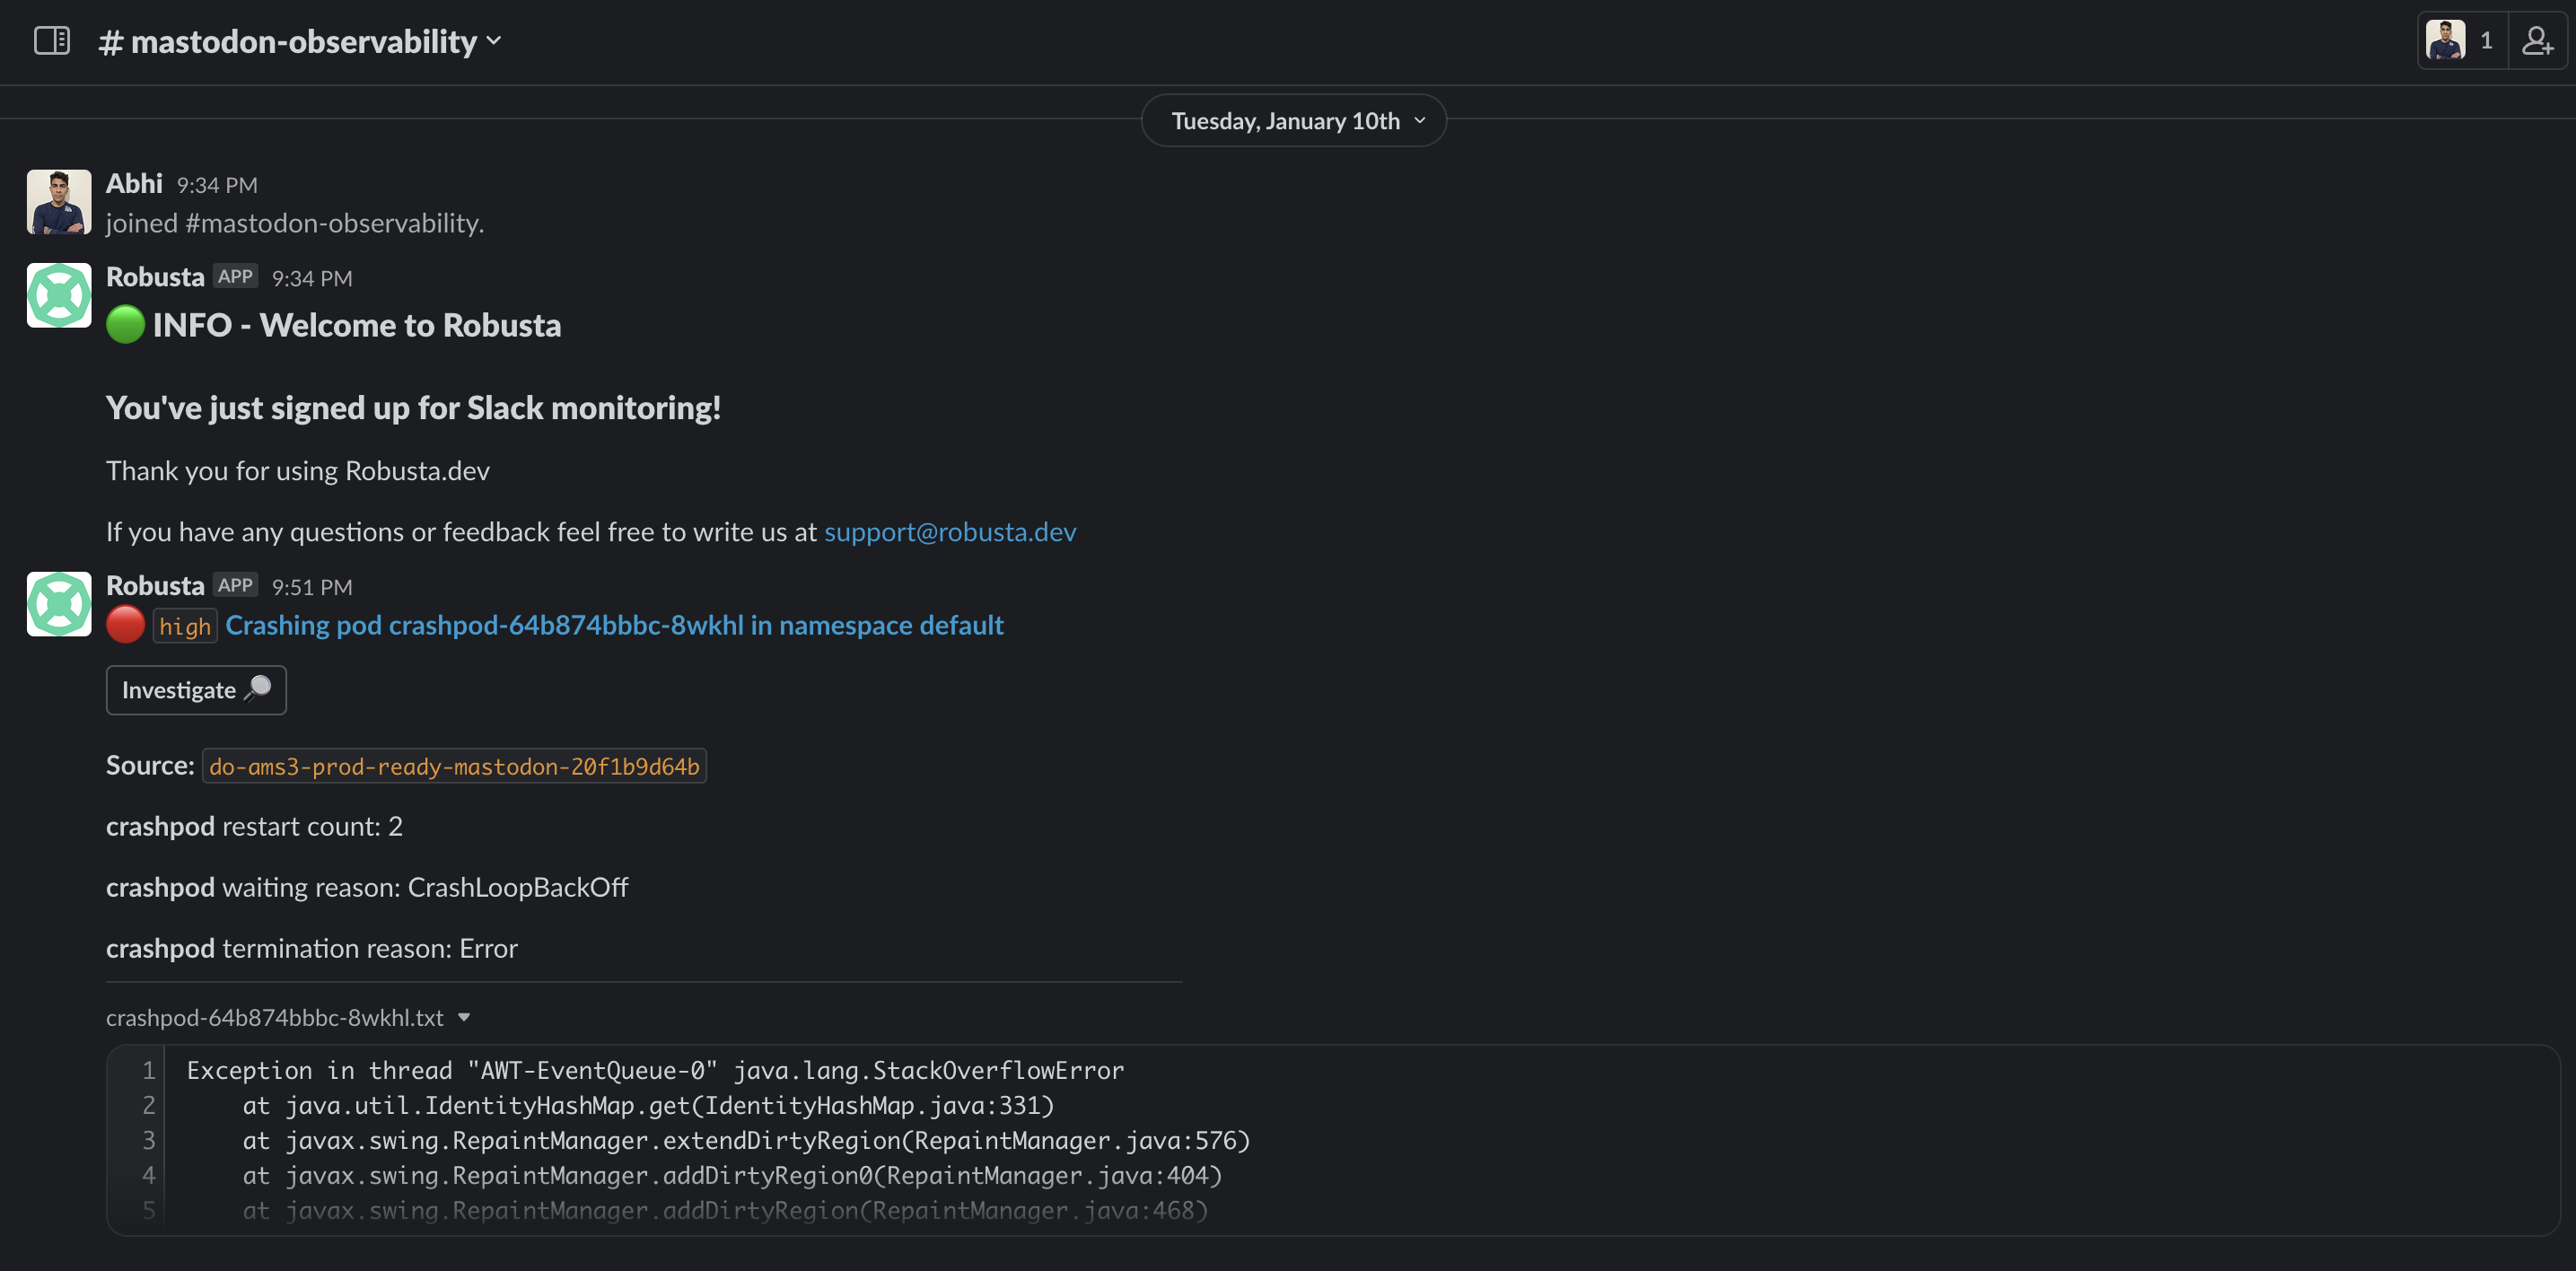 # mastodon-observability
1
Tuesday, January 10th
Abhi 9:34 PM
joined #mastodon-observability.
Robusta APP 9:34 PM
INFO - Welcome to Robusta
You've just signed up for Slack monitoring!
Thank you for using Robusta.dev
If you have any questions or feedback feel free to write us at support@robusta.dev
Robusta APP 9:51 PM
high Crashing pod crashpod-64b874bbbc-8wkhl in namespace default
Investigate
Source: do-ams3-prod-ready-mastodon-20f1b9d64b
crashpod restart count: 2
crashpod waiting reason: CrashLoopBackOff
crashpod termination reason: Error
crashpod-64b874bbbc-8wkhl.txt
1 Exception in thread "AWT-EventQueue-0" java.lang.StackOverflowError
2 at java.util.IdentityHashMap.get(IdentityHashMap.java:331)
3 at javax.swing.RepaintManager.extendDirtyRegion(RepaintManager.java:576)
4 at javax.swing.RepaintManager.addDirtyRegion0(RepaintManager.java:404)
5 at javax.swing.RepaintManager.addDirtyRegion(RepaintManager.java:468)